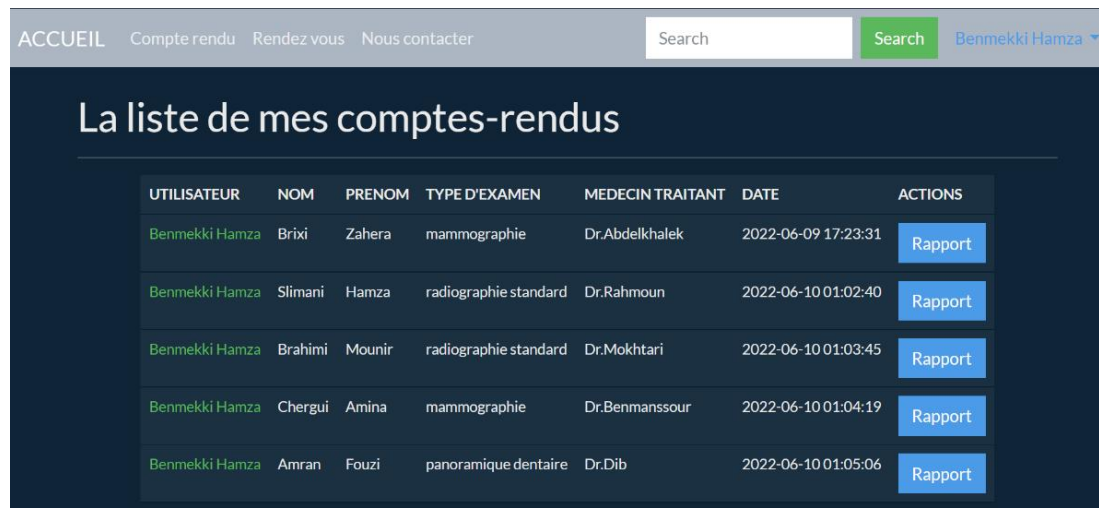 ACCUEIL Compte rendu Rendez vous Nous contacter Search Search Benmekki Hamza
La liste de mes comptes-rendus
UTILISATEUR NOM PRENOM TYPE D'EXAMEN MEDECIN TRAITANT DATE ACTIONS
Benmekki Hamza Brixi Zahera mammographie Dr.Abdelkhalek 2022-06-09 17:23:31 Rapport
Benmekki Hamza Slimani Hamza radiographie standard Dr.Rahmoun 2022-06-10 01:02:40 Rapport
Benmekki Hamza Brahimi Mounir radiographie standard Dr.Mokhtari 2022-06-10 01:03:45 Rapport
Benmekki Hamza Chergui Amina mammographie Dr.Benmanssour 2022-06-10 01:04:19 Rapport
Benmekki Hamza Amran Fouzi panoramique dentaire Dr.Dib 2022-06-10 01:05:06 Rapport